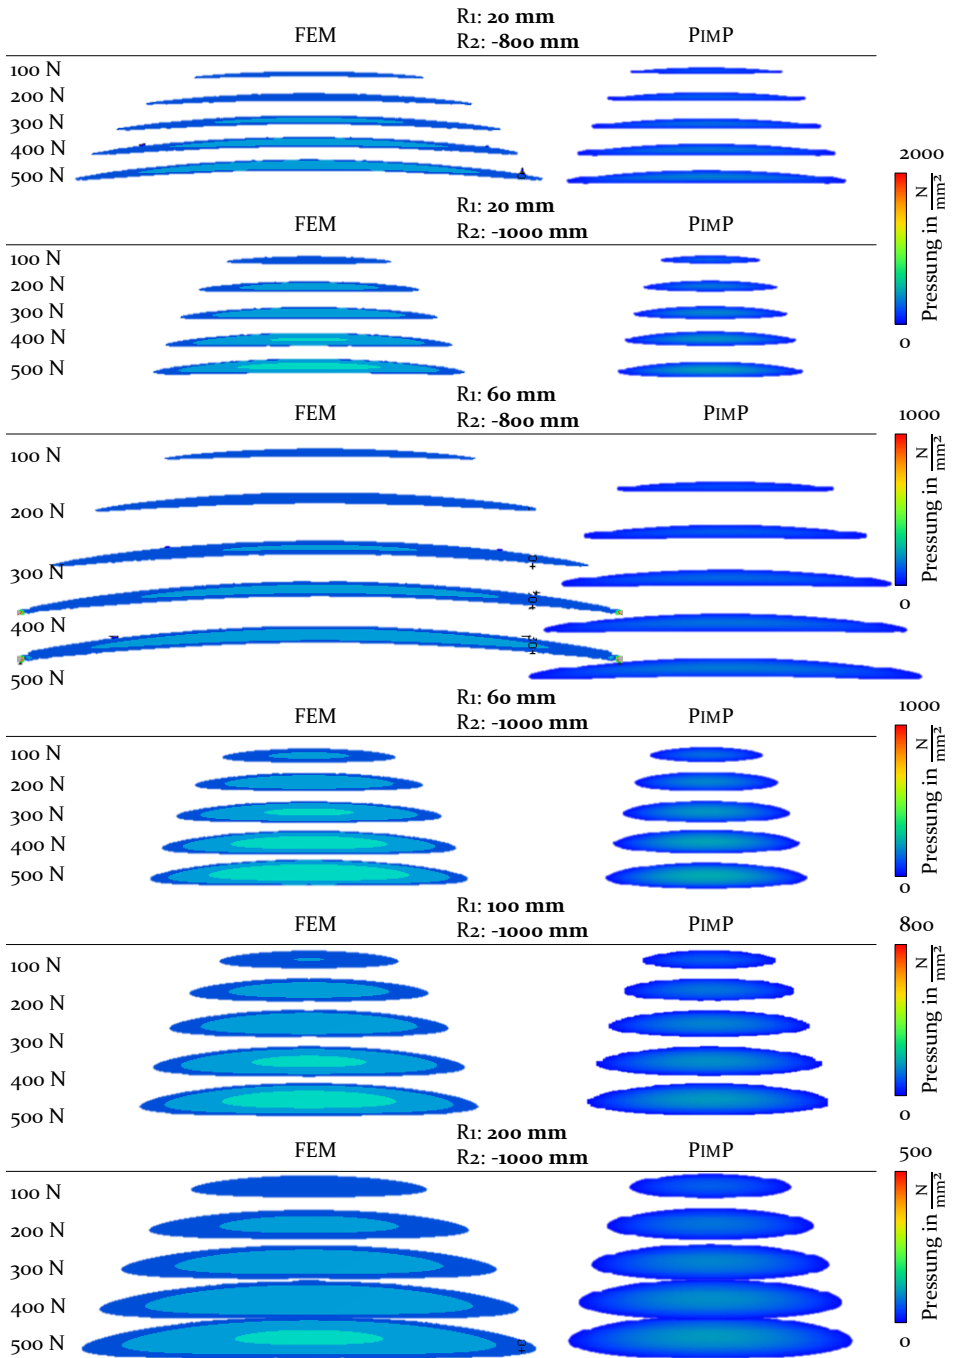 R1: 20 mm
FEM R2: -800 mm PIMP
100 N
200 N
300 N
400 N
500 N
2000
Pressung in N/mm²
0
R1: 20 mm
FEM R2: -1000 mm PIMP
100 N
200 N
300 N
400 N
500 N
R1: 60 mm
FEM R2: -800 mm PIMP
100 N
200 N
300 N
400 N
500 N
1000
Pressung in N/mm²
0
R1: 60 mm
FEM R2: -1000 mm PIMP
100 N
200 N
300 N
400 N
500 N
1000
Pressung in N/mm²
0
R1: 100 mm
FEM R2: -1000 mm PIMP
100 N
200 N
300 N
400 N
500 N
800
Pressung in N/mm²
0
R1: 200 mm
FEM R2: -1000 mm PIMP
100 N
200 N
300 N
400 N
500 N
500
Pressung in N/mm²
0